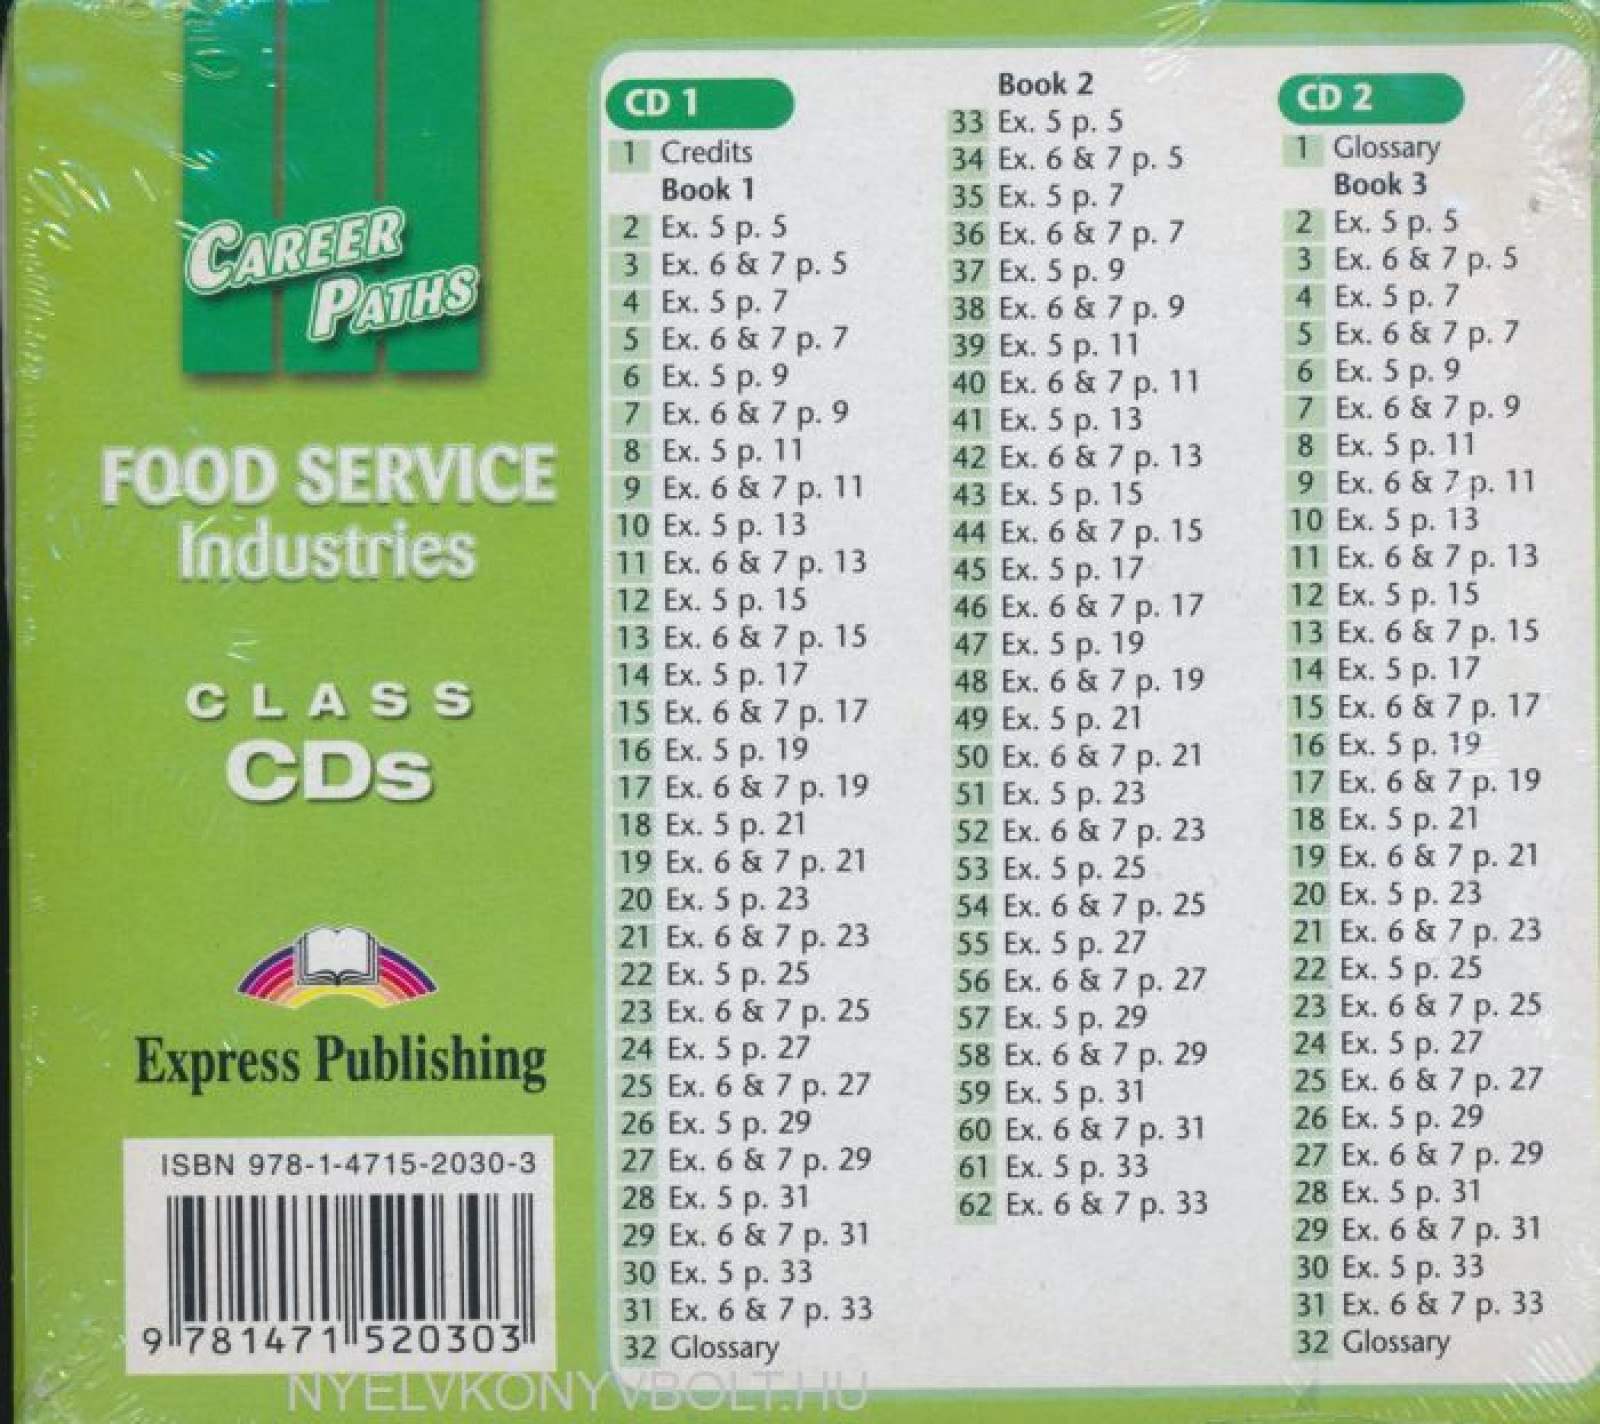 CAREER
PATHS
FOOD SERVICE
Industries
CLASS
CDs
Express Publishing
ISBN 978-1-4715-2030-3
9 781471 520303
CD 1
1 Credits
Book 1
2 Ex. 5 p. 5
3 Ex. 6 & 7 p. 5
4 Ex. 5 p. 7
5 Ex. 6 & 7 p. 7
6 Ex. 5 p. 9
7 Ex. 6 & 7 p. 9
8 Ex. 5 p. 11
9 Ex. 6 & 7 p. 11
10 Ex. 5 p. 13
11 Ex. 6 & 7 p. 13
12 Ex. 5 p. 15
13 Ex. 6 & 7 p. 15
14 Ex. 5 p. 17
15 Ex. 6 & 7 p. 17
16 Ex. 5 p. 19
17 Ex. 6 & 7 p. 19
18 Ex. 5 p. 21
19 Ex. 6 & 7 p. 21
20 Ex. 5 p. 23
21 Ex. 6 & 7 p. 23
22 Ex. 5 p. 25
23 Ex. 6 & 7 p. 25
24 Ex. 5 p. 27
25 Ex. 6 & 7 p. 27
26 Ex. 5 p. 29
27 Ex. 6 & 7 p. 29
28 Ex. 5 p. 31
29 Ex. 6 & 7 p. 31
30 Ex. 5 p. 33
31 Ex. 6 & 7 p. 33
32 Glossary
Book 2
33 Ex. 5 p. 5
34 Ex. 6 & 7 p. 5
35 Ex. 5 p. 7
36 Ex. 6 & 7 p. 7
37 Ex. 5 p. 9
38 Ex. 6 & 7 p. 9
39 Ex. 5 p. 11
40 Ex. 6 & 7 p. 11
41 Ex. 5 p. 13
42 Ex. 6 & 7 p. 13
43 Ex. 5 p. 15
44 Ex. 6 & 7 p. 15
45 Ex. 5 p. 17
46 Ex. 6 & 7 p. 17
47 Ex. 5 p. 19
48 Ex. 6 & 7 p. 19
49 Ex. 5 p. 21
50 Ex. 6 & 7 p. 21
51 Ex. 5 p. 23
52 Ex. 6 & 7 p. 23
53 Ex. 5 p. 25
54 Ex. 6 & 7 p. 25
55 Ex. 5 p. 27
56 Ex. 6 & 7 p. 27
57 Ex. 5 p. 29
58 Ex. 6 & 7 p. 29
59 Ex. 5 p. 31
60 Ex. 6 & 7 p. 31
61 Ex. 5 p. 33
62 Ex. 6 & 7 p. 33
CD 2
1 Glossary
Book 3
2 Ex. 5 p. 5
3 Ex. 6 & 7 p. 5
4 Ex. 5 p. 7
5 Ex. 6 & 7 p. 7
6 Ex. 5 p. 9
7 Ex. 6 & 7 p. 9
8 Ex. 5 p. 11
9 Ex. 6 & 7 p. 11
10 Ex. 5 p. 13
11 Ex. 6 & 7 p. 13
12 Ex. 5 p. 15
13 Ex. 6 & 7 p. 15
14 Ex. 5 p. 17
15 Ex. 6 & 7 p. 17
16 Ex. 5 p. 19
17 Ex. 6 & 7 p. 19
18 Ex. 5 p. 21
19 Ex. 6 & 7 p. 21
20 Ex. 5 p. 23
21 Ex. 6 & 7 p. 23
22 Ex. 5 p. 25
23 Ex. 6 & 7 p. 25
24 Ex. 5 p. 27
25 Ex. 6 & 7 p. 27
26 Ex. 5 p. 29
27 Ex. 6 & 7 p. 29
28 Ex. 5 p. 31
29 Ex. 6 & 7 p. 31
30 Ex. 5 p. 33
31 Ex. 6 & 7 p. 33
32 Glossary
NYELVKONYVBOLT.HU